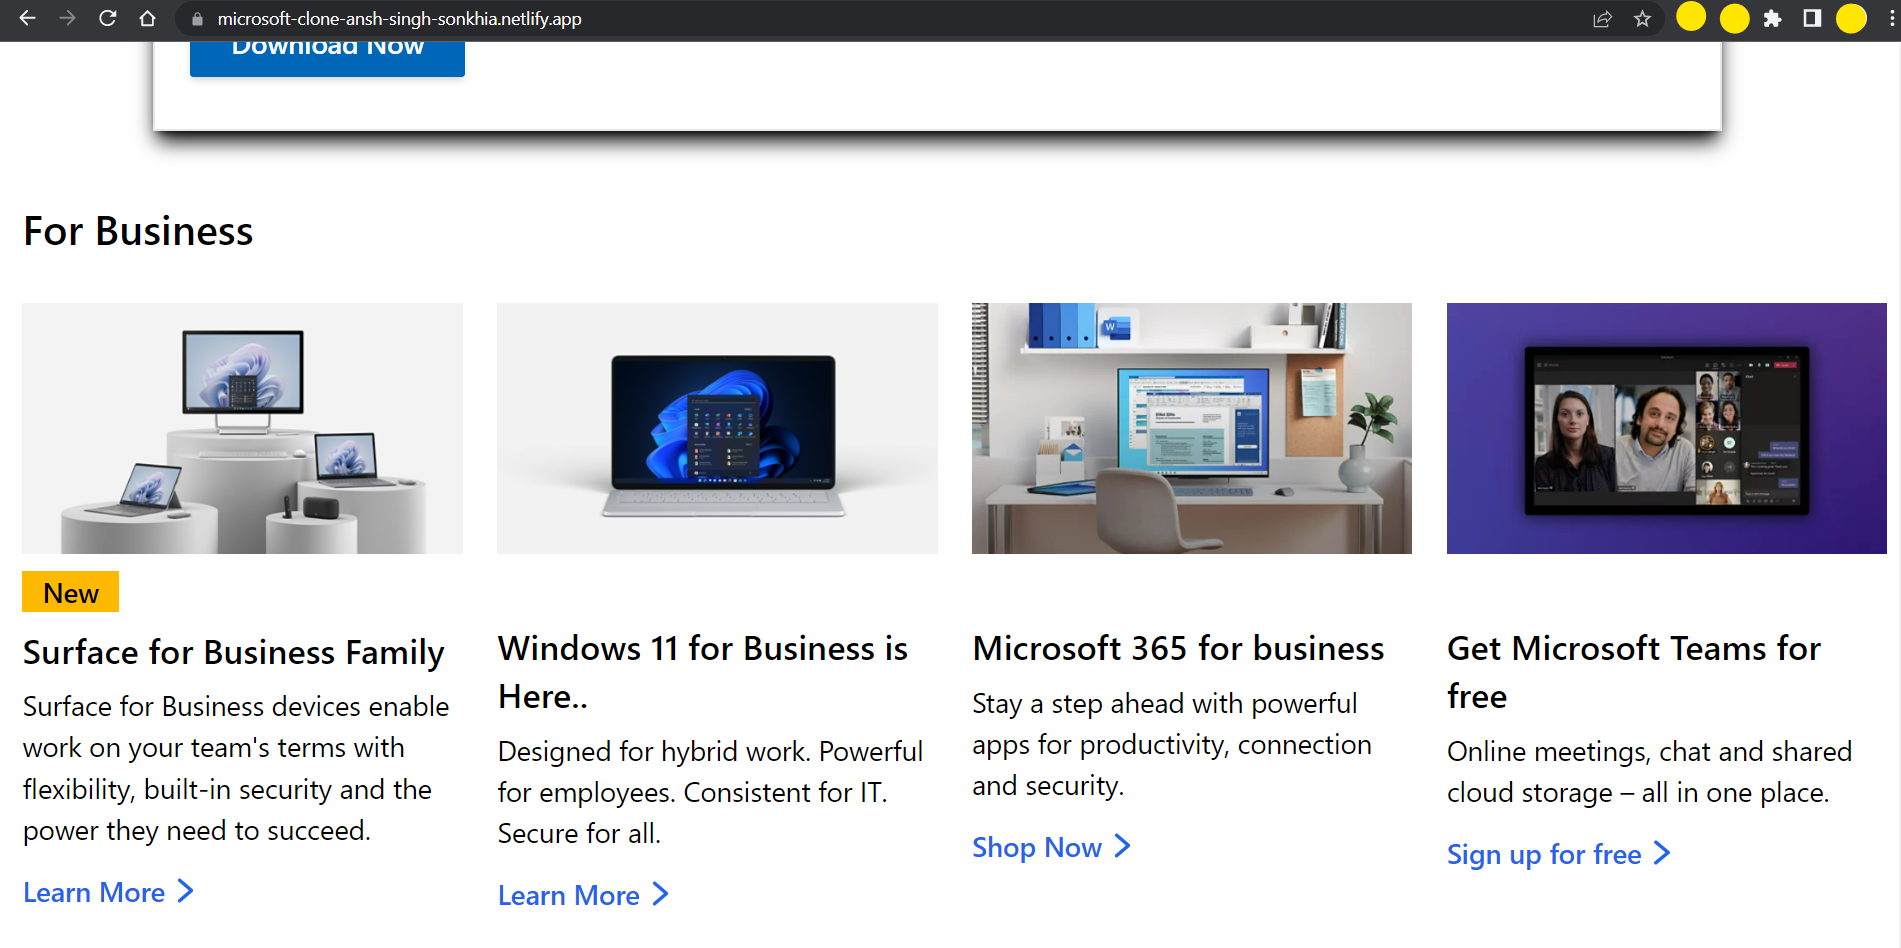 microsoft-clone-ansh-singh-sonkhia.netlify.app
Download Now
For Business
W
New
Surface for Business Family
Surface for Business devices enable
work on your team's terms with
flexibility, built-in security and the
power they need to succeed.
Learn More
Windows 11 for Business is
Here..
Designed for hybrid work. Powerful
for employees. Consistent for IT.
Secure for all.
Learn More
Microsoft 365 for business
Stay a step ahead with powerful
apps for productivity, connection
and security.
Shop Now
Get Microsoft Teams for
free
Online meetings, chat and shared
cloud storage – all in one place.
Sign up for free